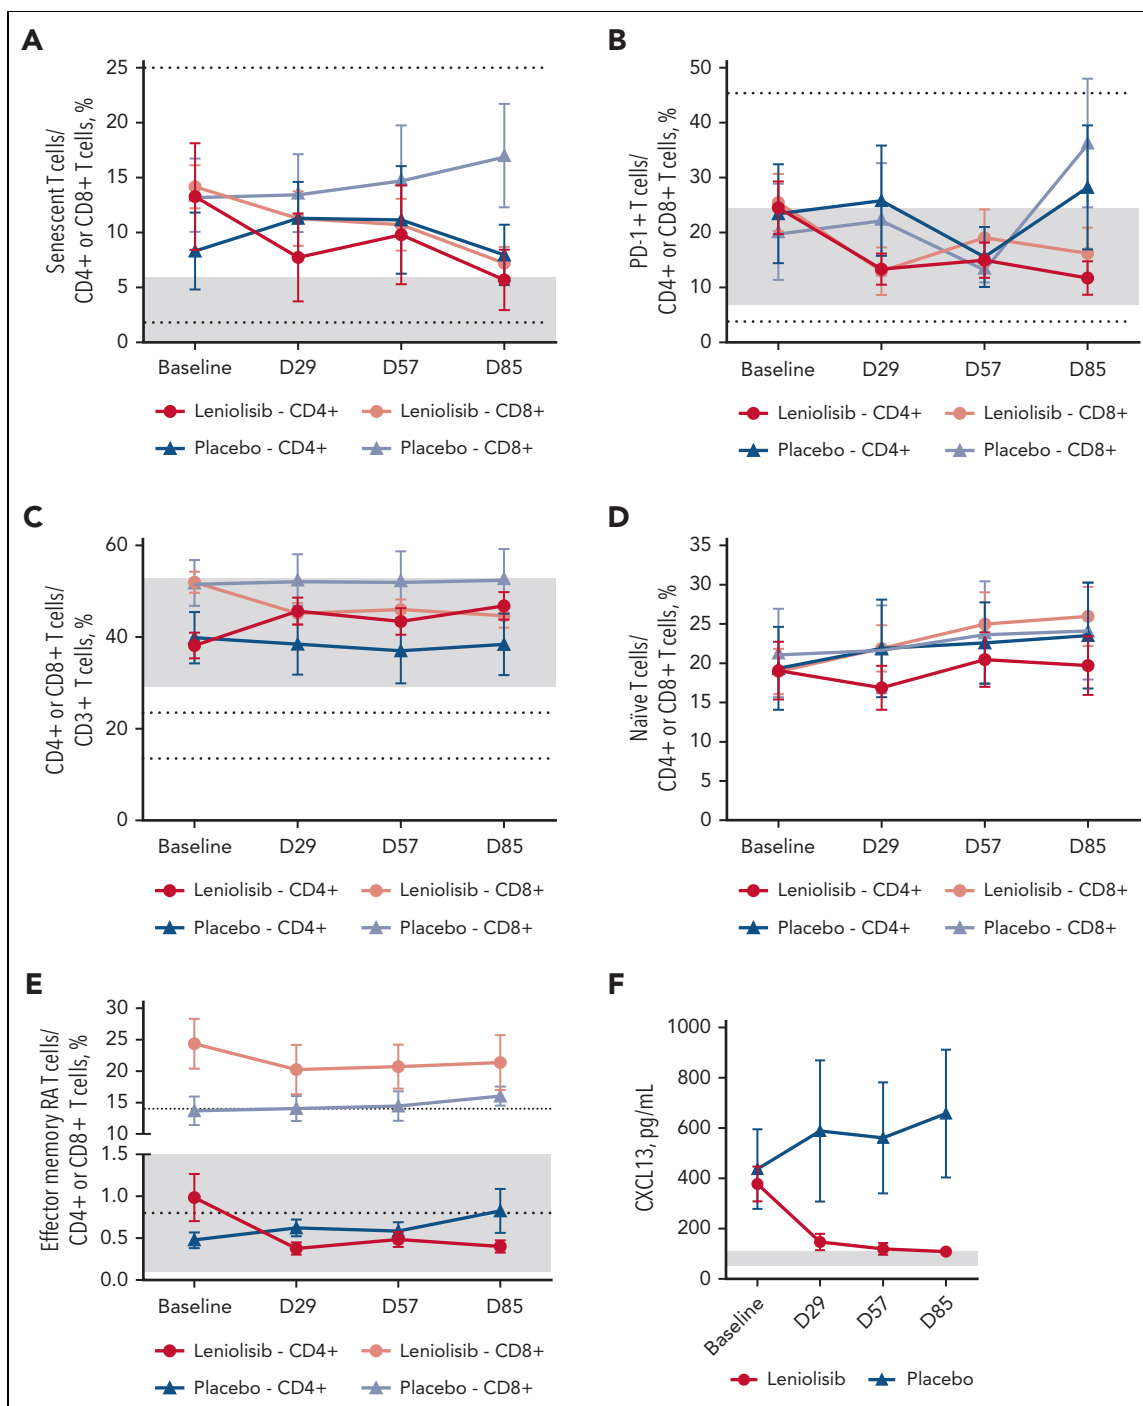 A
Senescent T cells/
CD4+ or CD8+ T cells, %
25
20
15
10
5
0
Baseline D29 D57 D85
Leniolisib - CD4+ Leniolisib - CD8+
Placebo - CD4+ Placebo - CD8+
B
PD-1+ T cells/
CD4+ or CD8+ T cells, %
50
40
30
20
10
0
Baseline D29 D57 D85
Leniolisib - CD4+ Leniolisib - CD8+
Placebo - CD4+ Placebo - CD8+
C
CD4+ or CD8+ T cells/
CD3+ T cells, %
60
40
20
0
Baseline D29 D57 D85
Leniolisib - CD4+ Leniolisib - CD8+
Placebo - CD4+ Placebo - CD8+
D
Naïve T cells/
CD4+ or CD8+ T cells, %
35
30
25
20
15
10
5
0
Baseline D29 D57 D85
Leniolisib - CD4+ Leniolisib - CD8+
Placebo - CD4+ Placebo - CD8+
E
Effector memory RA T cells/
CD4+ or CD8+ T cells, %
30
25
20
15
10
1.5
1.0
0.5
0.0
Baseline D29 D57 D85
Leniolisib - CD4+ Leniolisib - CD8+
Placebo - CD4+ Placebo - CD8+
F
CXCL13, pg/mL
1000
800
600
400
200
0
Baseline D29 D57 D85
Leniolisib Placebo